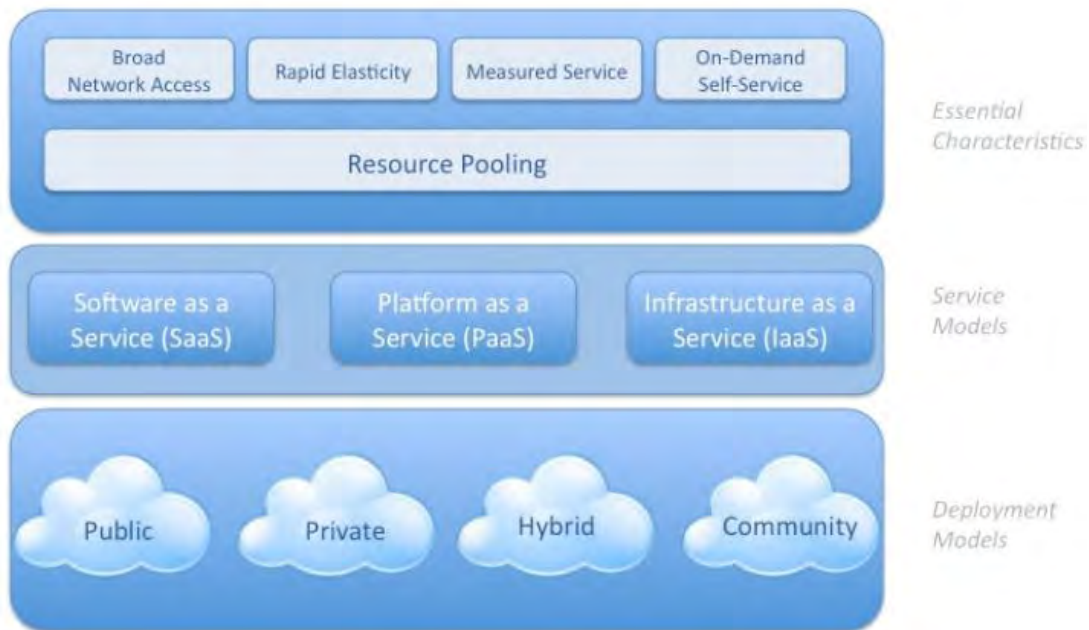 Broad
Network Access
Rapid Elasticity
Measured Service
On-Demand
Self-Service
Resource Pooling
Essential
Characteristics
Software as a
Service (SaaS)
Platform as a
Service (PaaS)
Infrastructure as a
Service (IaaS)
Service
Models
Public
Private
Hybrid
Community
Deployment
Models